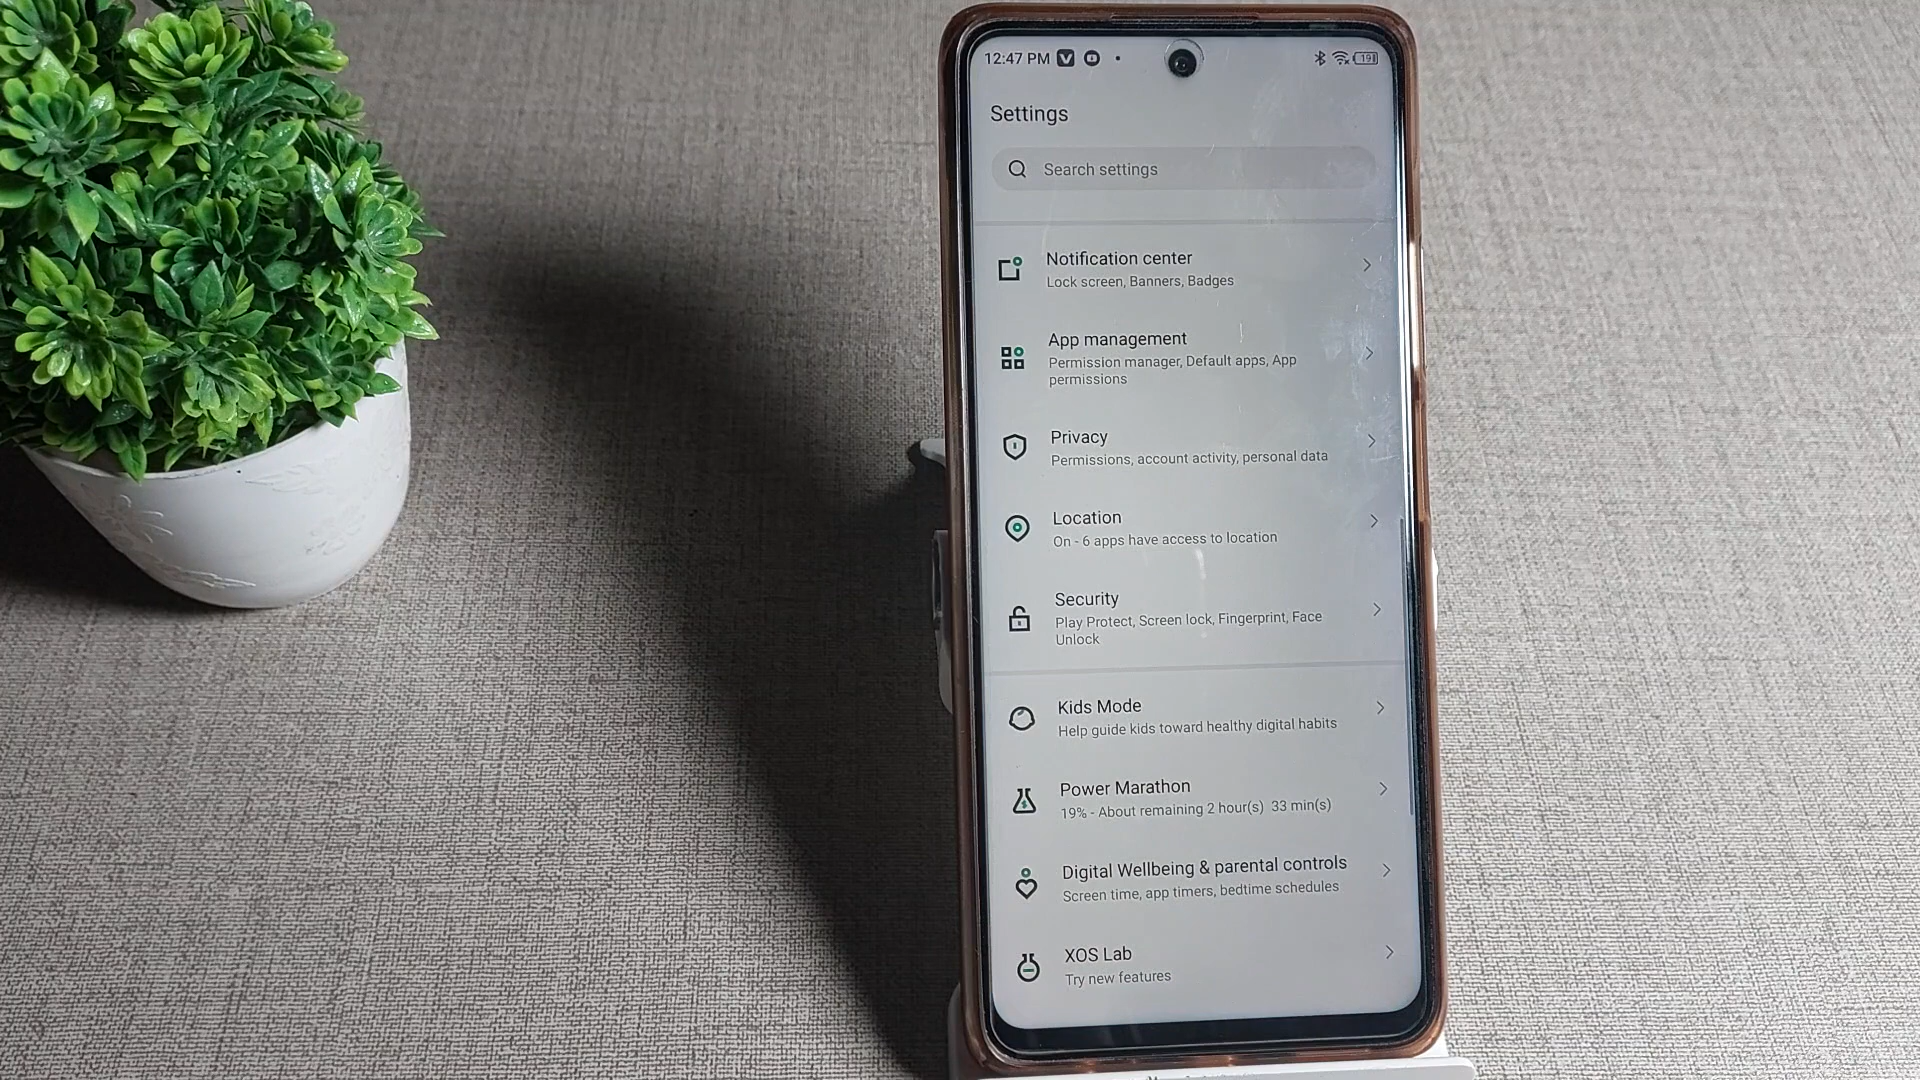 12:47 PM
19
Settings
Search settings
Notification center
Lock screen, Banners, Badges
App management
Permission manager, Default apps, App
permissions
Privacy
Permissions, account activity, personal data
Location
On - 6 apps have access to location
Security
Play Protect, Screen lock, Fingerprint, Face
Unlock
Kids Mode
Help guide kids toward healthy digital habits
Power Marathon
19% - About remaining 2 hour(s) 33 min(s)
Digital Wellbeing & parental controls
Screen time, app timers, bedtime schedules
XOS Lab
Try new features